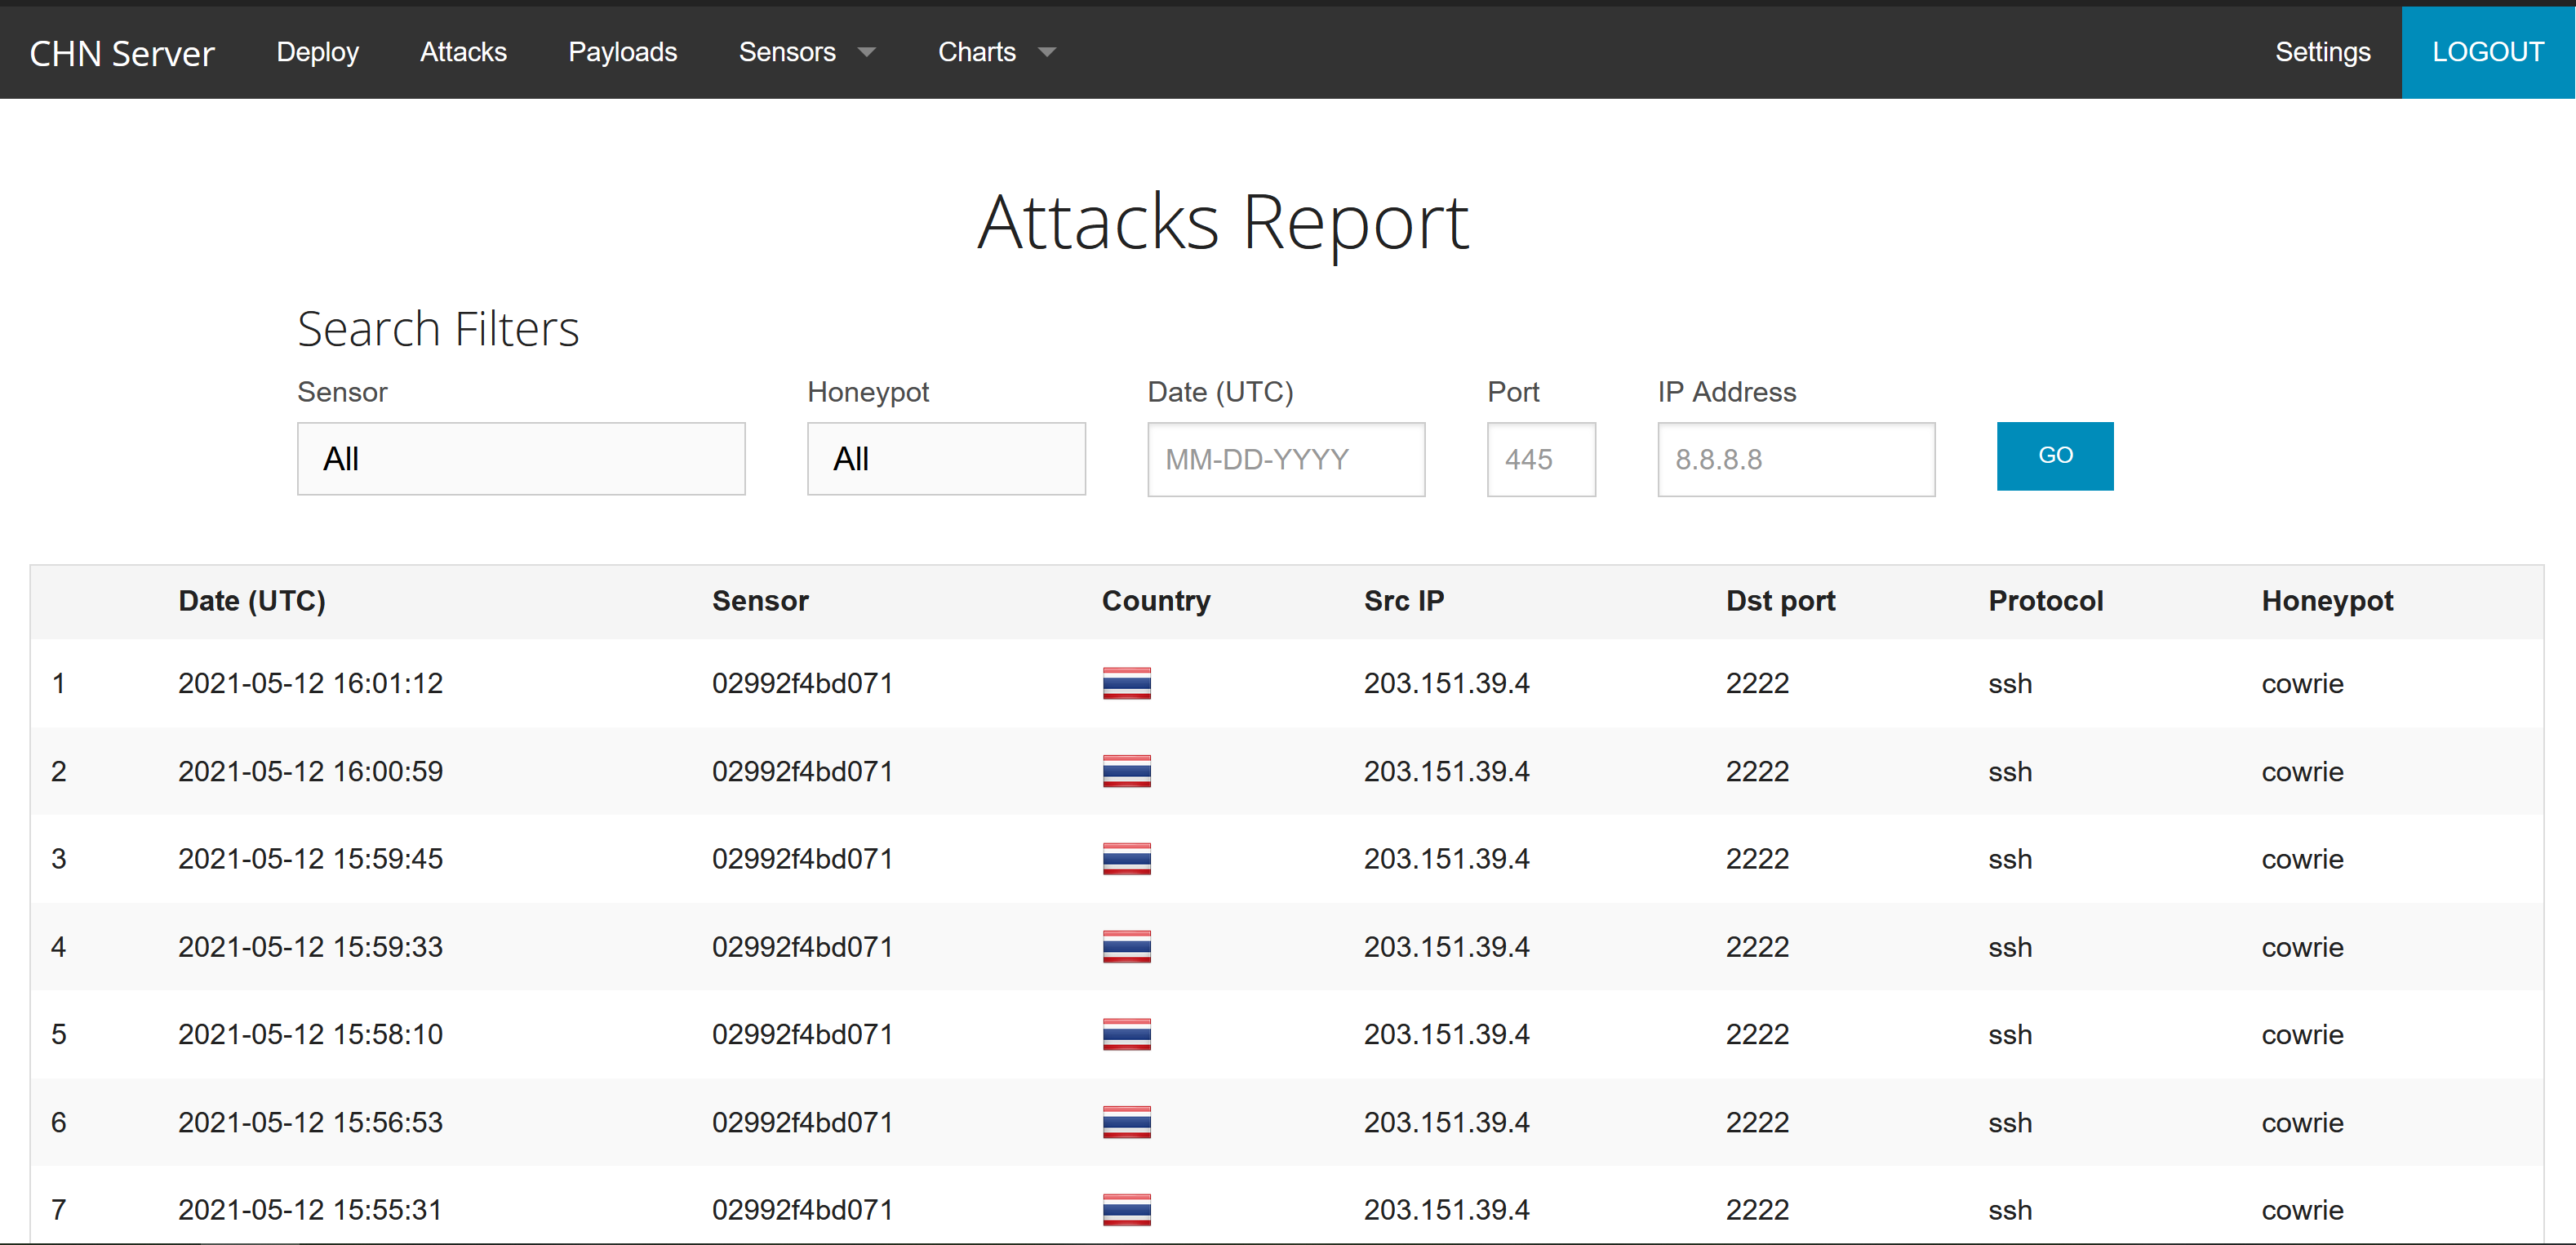 CHN Server Deploy Attacks Payloads Sensors Charts Settings LOGOUT
Attacks Report
Search Filters
Sensor Honeypot Date (UTC) Port IP Address
All All MM-DD-YYYY 445 8.8.8.8 GO
Date (UTC) Sensor Country Src IP Dst port Protocol Honeypot
1 2021-05-12 16:01:12 02992f4bd071 203.151.39.4 2222 ssh cowrie
2 2021-05-12 16:00:59 02992f4bd071 203.151.39.4 2222 ssh cowrie
3 2021-05-12 15:59:45 02992f4bd071 203.151.39.4 2222 ssh cowrie
4 2021-05-12 15:59:33 02992f4bd071 203.151.39.4 2222 ssh cowrie
5 2021-05-12 15:58:10 02992f4bd071 203.151.39.4 2222 ssh cowrie
6 2021-05-12 15:56:53 02992f4bd071 203.151.39.4 2222 ssh cowrie
7 2021-05-12 15:55:31 02992f4bd071 203.151.39.4 2222 ssh cowrie